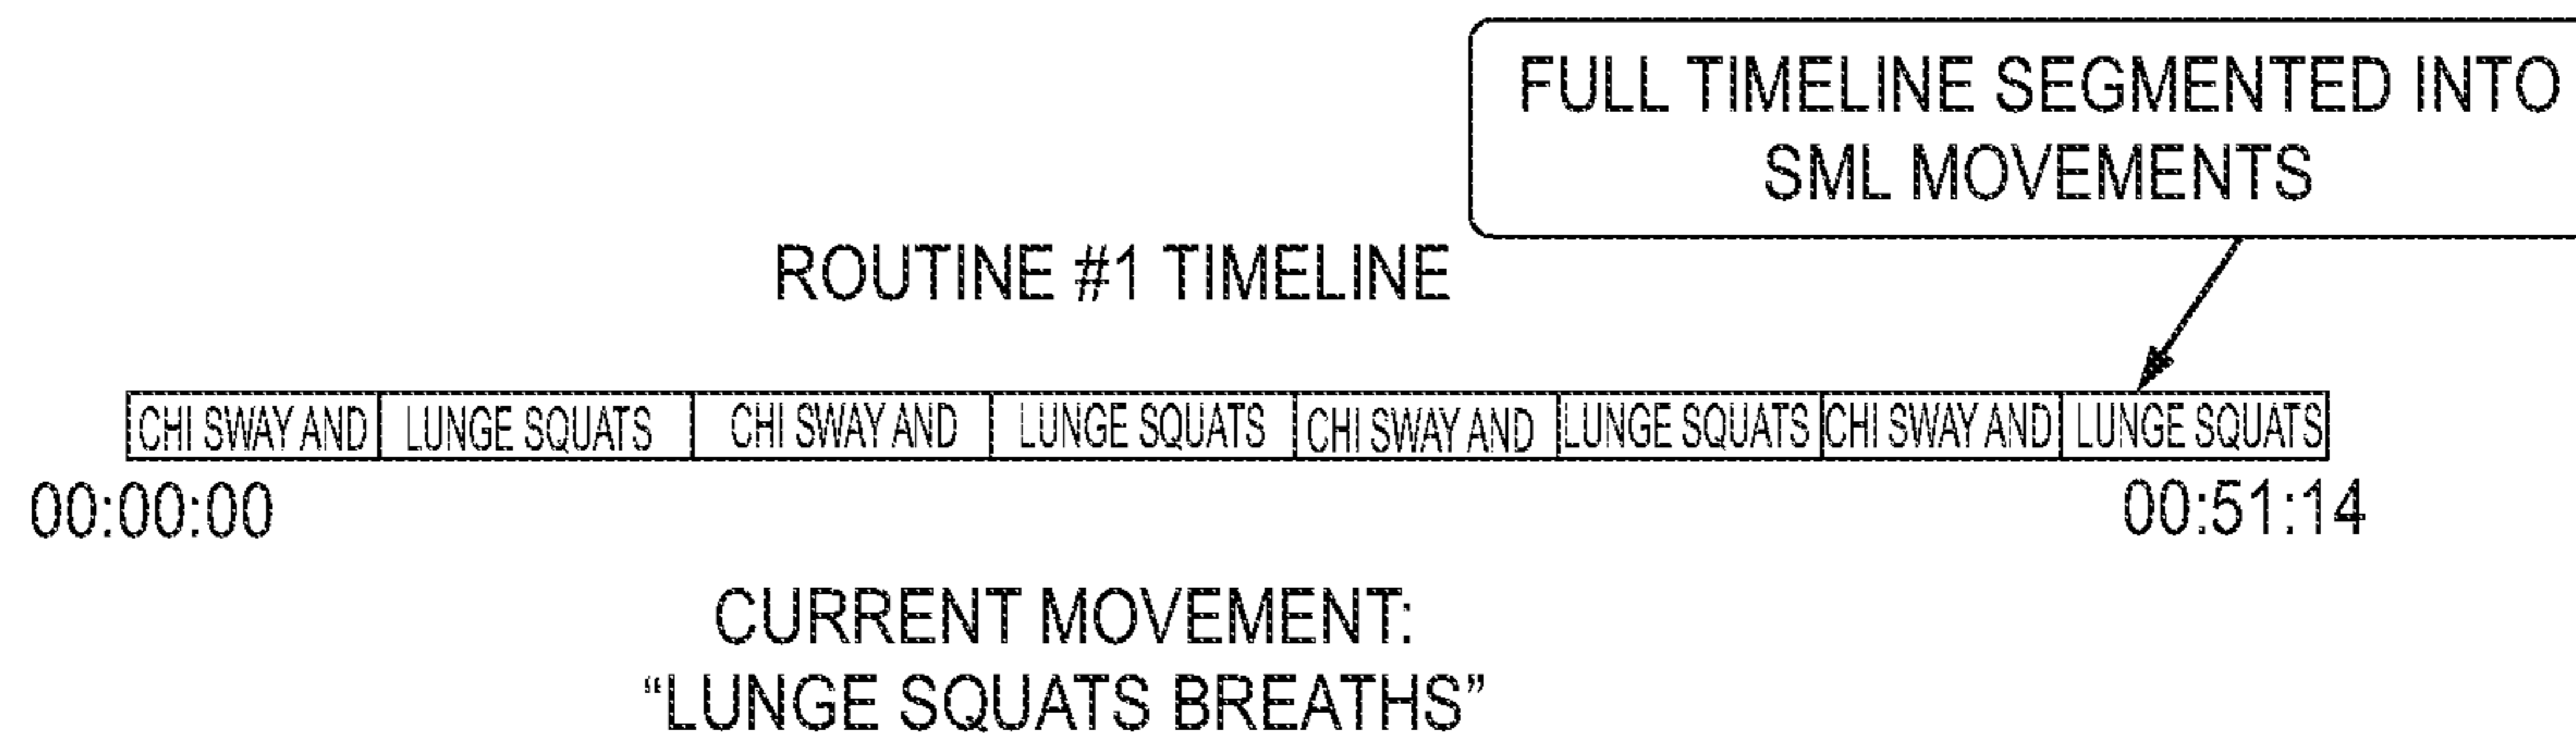 FULL TIMELINE SEGMENTED INTO
SML MOVEMENTS
ROUTINE #1 TIMELINE
CHI SWAY AND LUNGE SQUATS CHI SWAY AND LUNGE SQUATS CHI SWAY AND LUNGE SQUATS CHI SWAY AND LUNGE SQUATS
00:00:00 00:51:14
CURRENT MOVEMENT:
“LUNGE SQUATS BREATHS”